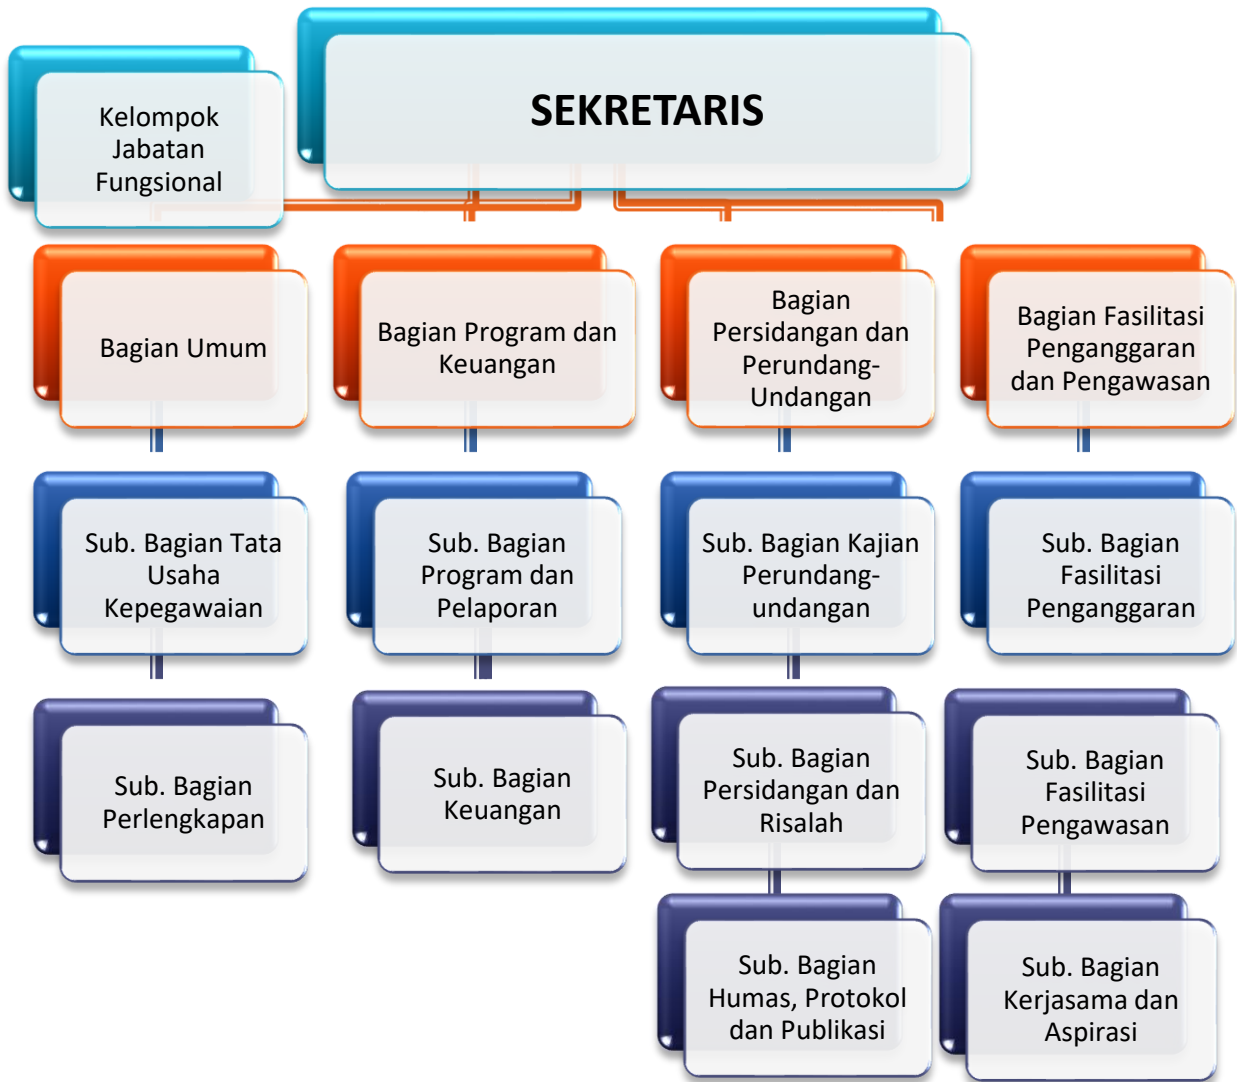 SEKRETARIS
Kelompok
Jabatan
Fungsional
Bagian Umum
Bagian Program dan
Keuangan
Bagian
Persidangan dan
Perundang-
Undangan
Bagian Fasilitasi
Penganggaran
dan Pengawasan
Sub. Bagian Tata
Usaha
Kepegawaian
Sub. Bagian
Program dan
Pelaporan
Sub. Bagian Kajian
Perundang-
undangan
Sub. Bagian
Fasilitasi
Penganggaran
Sub. Bagian
Perlengkapan
Sub. Bagian
Keuangan
Sub. Bagian
Persidangan dan
Risalah
Sub. Bagian
Fasilitasi
Pengawasan
Sub. Bagian
Humas, Protokol
dan Publikasi
Sub. Bagian
Kerjasama dan
Aspirasi